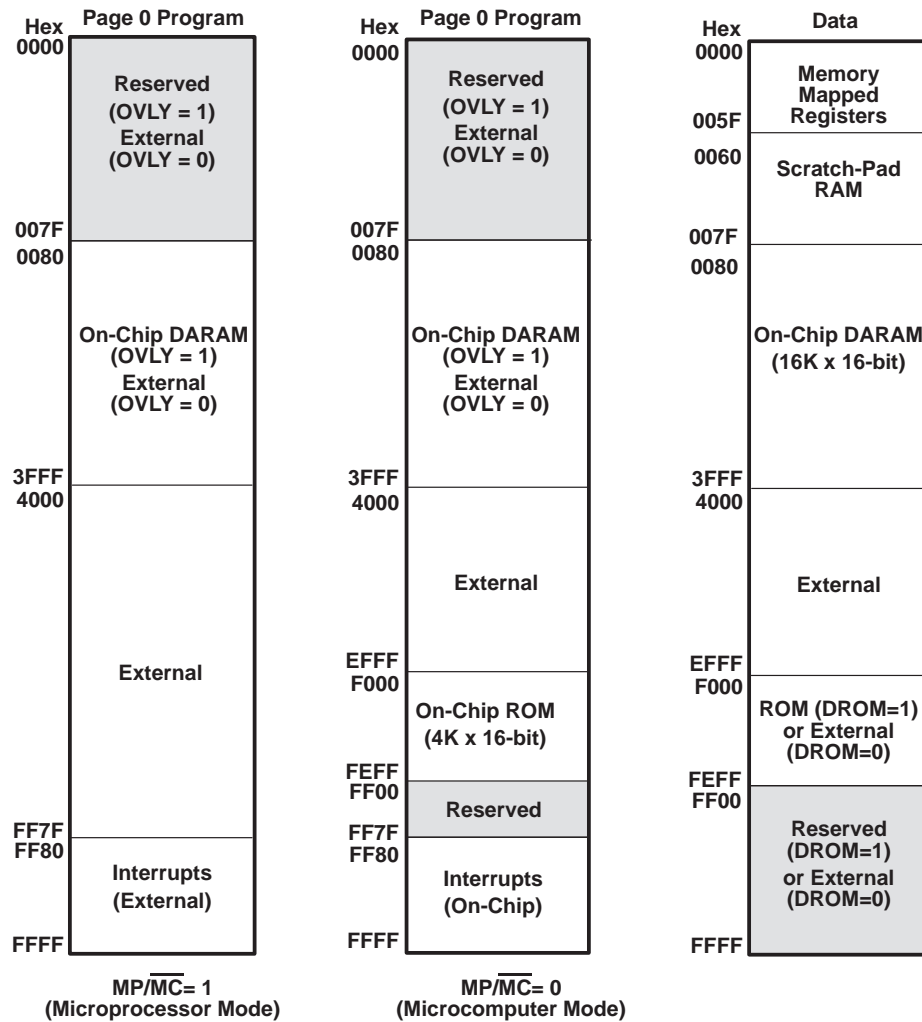 Hex
Page 0 Program
0000
Reserved
(OVLY = 1)
External
(OVLY = 0)
007F
0080
On-Chip DARAM
(OVLY = 1)
External
(OVLY = 0)
3FFF
4000
External
FF7F
FF80
Interrupts
(External)
FFFF
MP/MC= 1
(Microprocessor Mode)
Hex
Page 0 Program
0000
Reserved
(OVLY = 1)
External
(OVLY = 0)
007F
0080
On-Chip DARAM
(OVLY = 1)
External
(OVLY = 0)
3FFF
4000
External
EFFF
F000
On-Chip ROM
(4K x 16-bit)
FEFF
FF00
Reserved
FF7F
FF80
Interrupts
(On-Chip)
FFFF
MP/MC= 0
(Microcomputer Mode)
Hex
Data
0000
Memory
Mapped
Registers
005F
0060
Scratch-Pad
RAM
007F
0080
On-Chip DARAM
(16K x 16-bit)
3FFF
4000
External
EFFF
F000
ROM (DROM=1)
or External
(DROM=0)
FEFF
FF00
Reserved
(DROM=1)
or External
(DROM=0)
FFFF